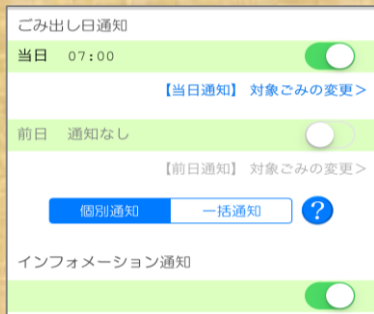 ごみ出し日通知
当日 07:00
【当日通知】 対象ごみの変更>
前日 通知なし
【前日通知】 対象ごみの変更>
個別通知 一括通知 ?
インフォメーション通知